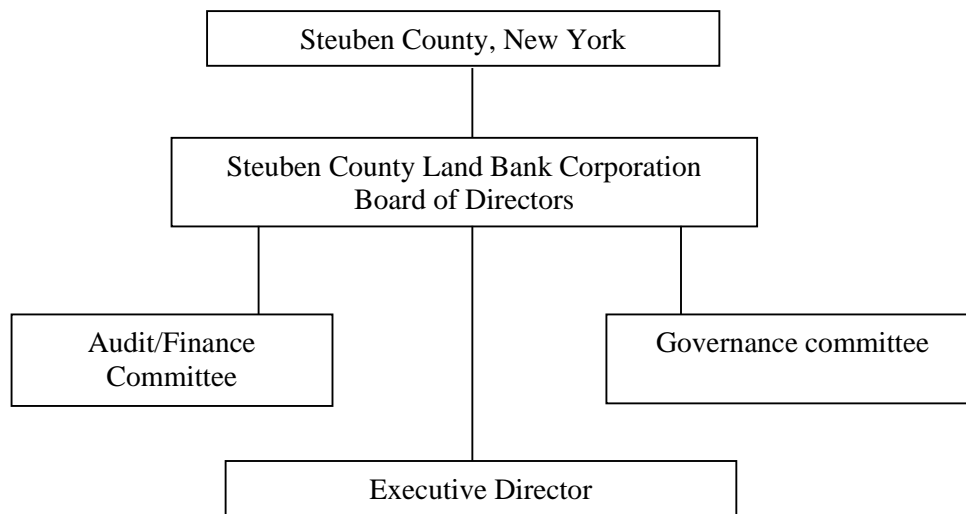 Steuben County, New York
Steuben County Land Bank Corporation
Board of Directors
Audit/Finance
Committee
Governance committee
Executive Director